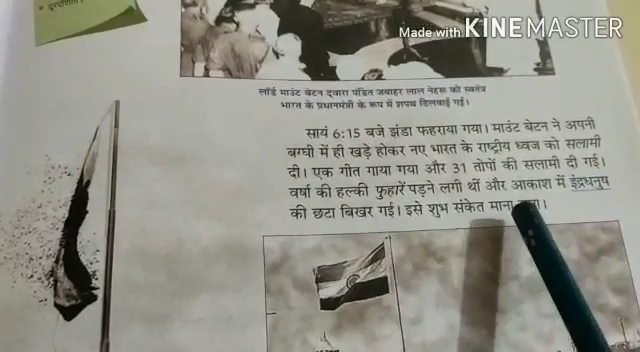 दूरदर्शिता।
Made with KINEMASTER
लॉर्ड माउंट बेटन द्वारा पंडित जवाहर लाल नेहरू को स्वतंत्र
भारत के प्रधानमंत्री के रूप में शपथ दिलवाई गई।
सायं 6:15 बजे झंडा फहराया गया। माउंट बेटन ने अपनी
बग्घी में ही खड़े होकर नए भारत के राष्ट्रीय ध्वज को सलामी
दी। एक गीत गाया गया और 31 तोपों की सलामी दी गई।
वर्षा की हल्की फुहारें पड़ने लगी थीं और आकाश में इंद्रधनुष
की छटा बिखर गई। इसे शुभ संकेत माना